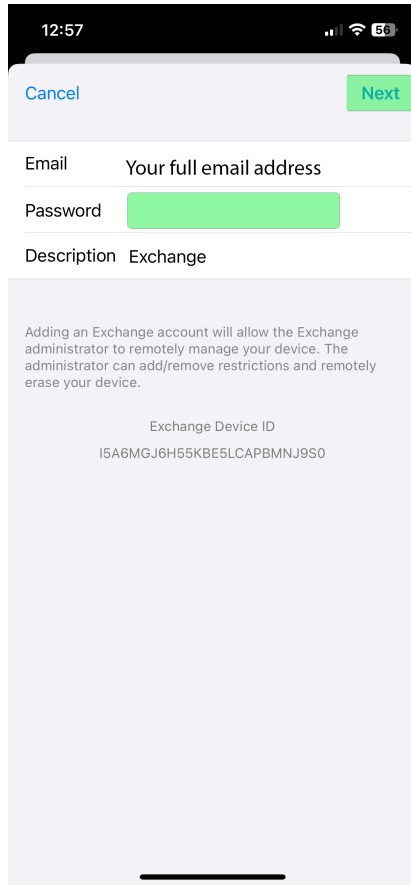 12:57
56
Cancel
Next
Email
Your full email address
Password
Description
Exchange
Adding an Exchange account will allow the Exchange
administrator to remotely manage your device. The
administrator can add/remove restrictions and remotely
erase your device.
Exchange Device ID
I5A6MGJ6H55KBE5LCAPBMNJ9S0